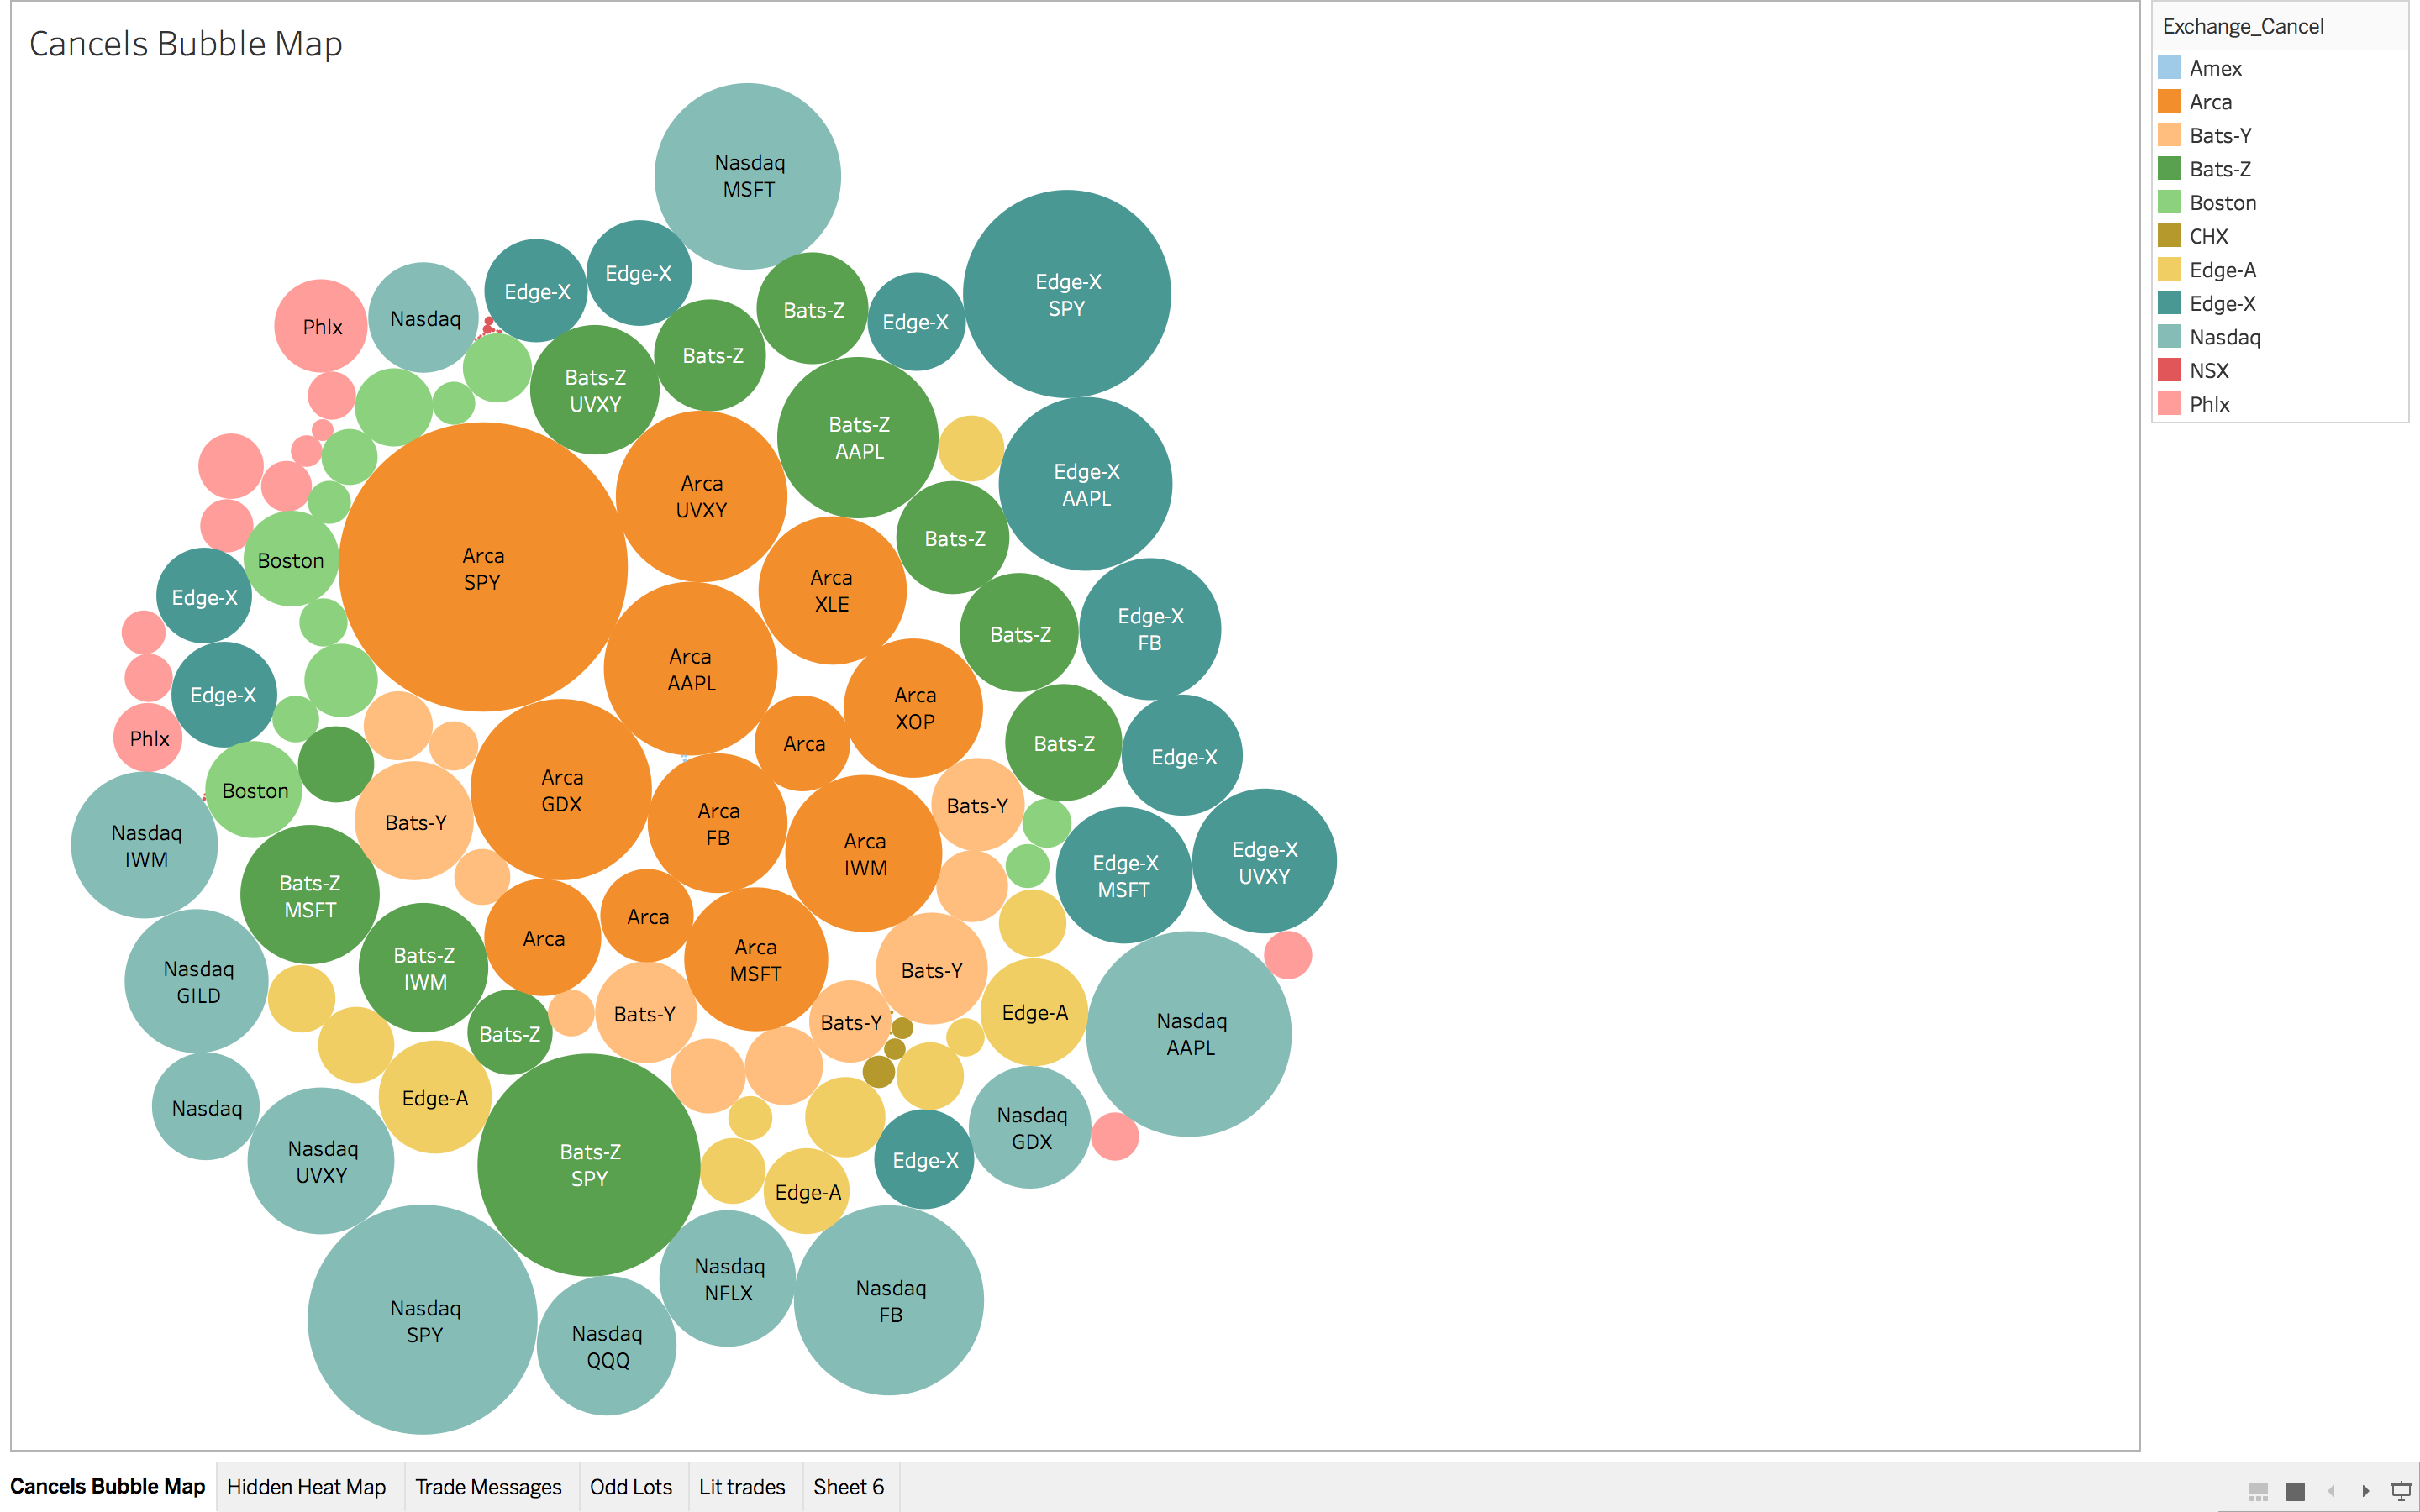 Cancels Bubble Map
Nasdaq
MSFT
Edge-X
SPY
Edge-X
Edge-X
Bats-Z
Edge-X
Phlx
Nasdaq
Bats-Z
Bats-Z
UVXY
Bats-Z
AAPL
Edge-X
AAPL
Arca
UVXY
Bats-Z
Arca
SPY
Boston
Arca
XLE
Edge-X
Bats-Z
Edge-X
FB
Arca
AAPL
Edge-X
Arca
XOP
Phlx
Arca
Bats-Z
Edge-X
Boston
Arca
GDX
Bats-Y
Bats-Y
Arca
FB
Nasdaq
IWM
Arca
IWM
Edge-X
MSFT
Edge-X
UVXY
Bats-Z
MSFT
Arca
Arca
Bats-Z
IWM
Arca
MSFT
Bats-Y
Nasdaq
GILD
Bats-Y
Bats-Y
Edge-A
Nasdaq
AAPL
Bats-Z
Edge-A
Nasdaq
Nasdaq
GDX
Nasdaq
UVXY
Bats-Z
SPY
Edge-X
Edge-A
Nasdaq
NFLX
Nasdaq
FB
Nasdaq
SPY
Nasdaq
QQQ
Exchange_Cancel
Amex
Arca
Bats-Y
Bats-Z
Boston
CHX
Edge-A
Edge-X
Nasdaq
NSX
Phlx
Cancels Bubble Map
Hidden Heat Map
Trade Messages
Odd Lots
Lit trades
Sheet 6